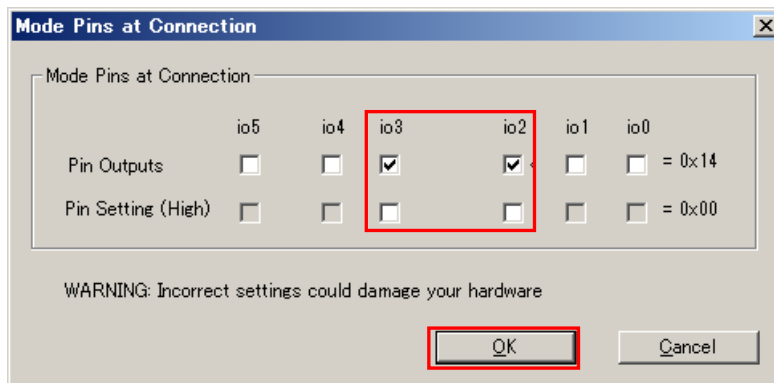 Mode Pins at Connection
Mode Pins at Connection
io5 io4 io3 io2 io1 io0
Pin Outputs = 0x14
Pin Setting (High) = 0x00
WARNING: Incorrect settings could damage your hardware
OK Cancel